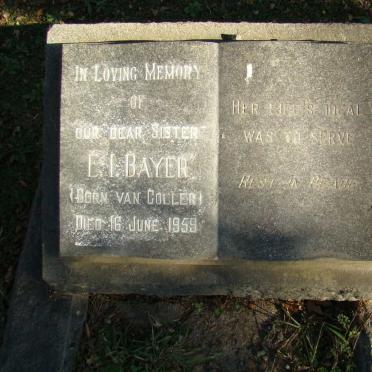 In Loving Memory
of
our dear Sister
E. I. Bayer
(Born van Coller)
Died 16 June 1959
Her life's ideal
was to serve
Rest in Peace